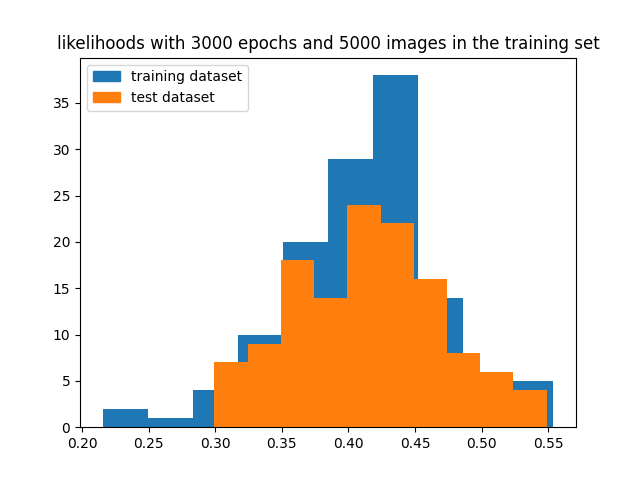 likelihoods with 3000 epochs and 5000 images in the training set
training dataset
test dataset
35
30
25
20
15
10
5
0
0.20 0.25 0.30 0.35 0.40 0.45 0.50 0.55